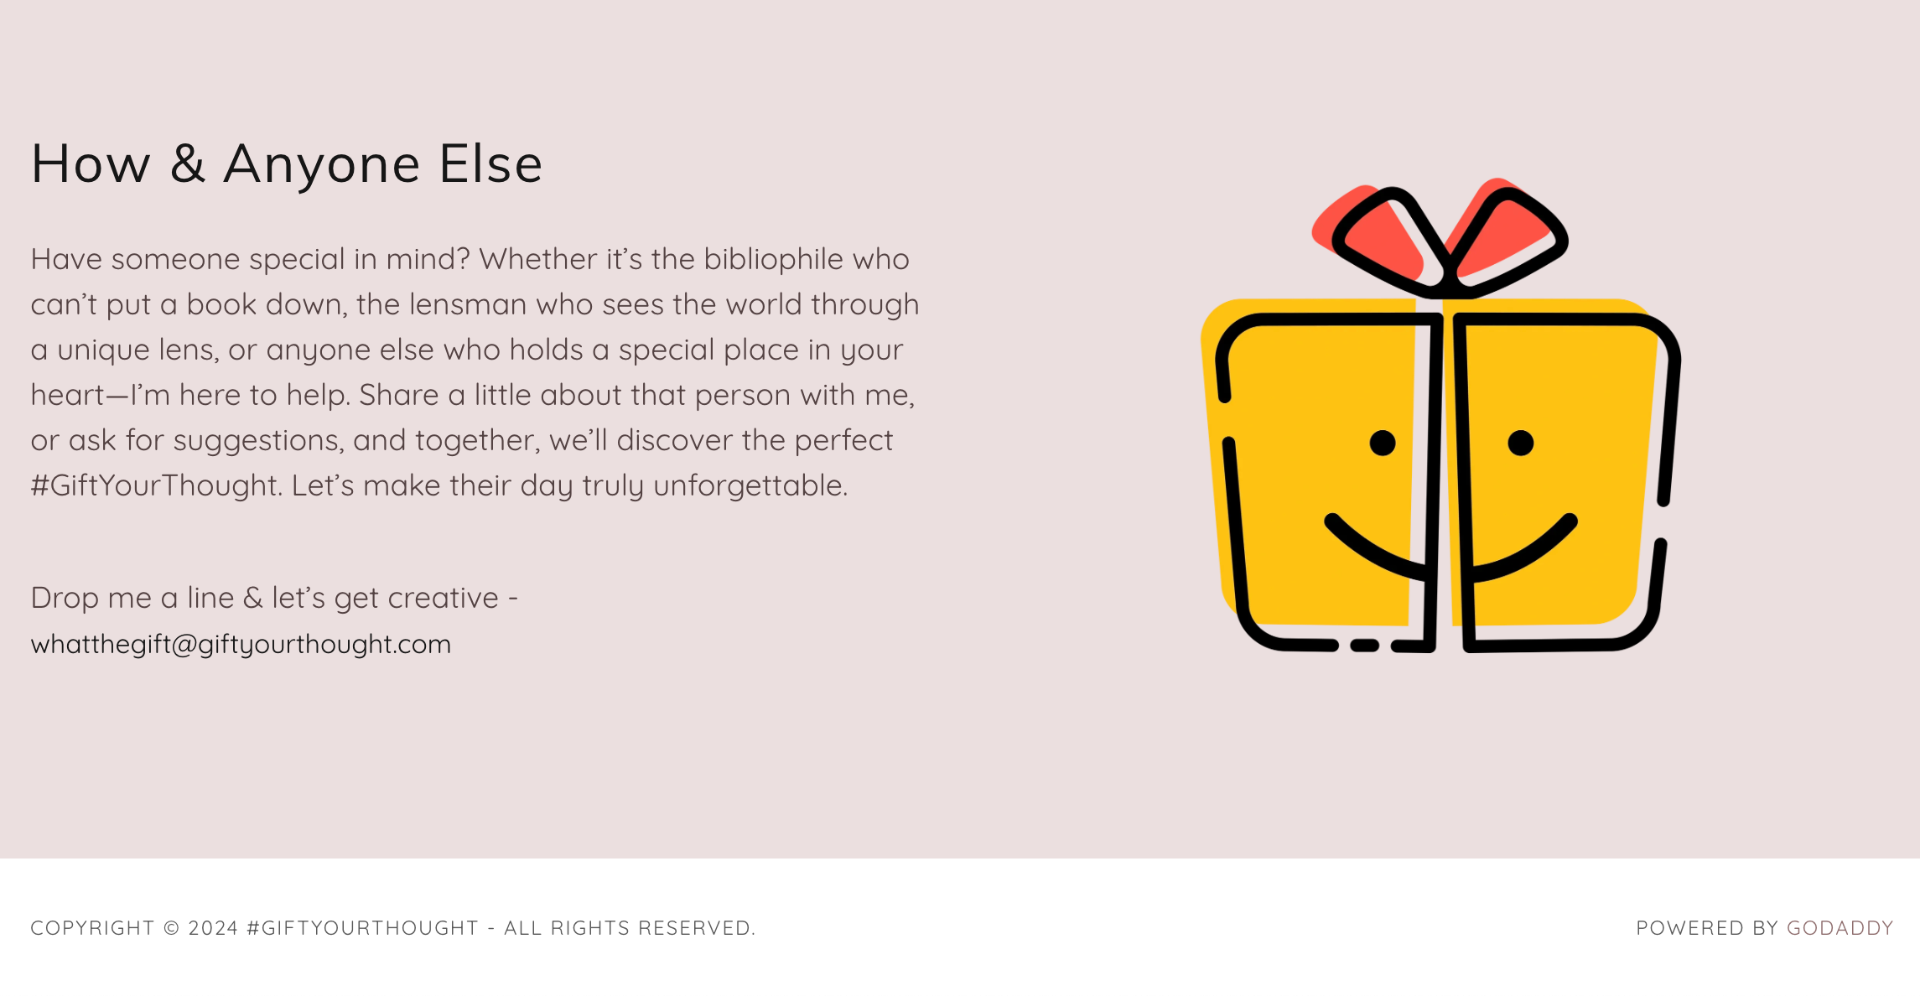 How & Anyone Else
Have someone special in mind? Whether it’s the bibliophile who
can’t put a book down, the lensman who sees the world through
a unique lens, or anyone else who holds a special place in your
heart—I’m here to help. Share a little about that person with me,
or ask for suggestions, and together, we’ll discover the perfect
#GiftYourThought. Let’s make their day truly unforgettable.
Drop me a line & let’s get creative -
whatthegift@giftyourthought.com
COPYRIGHT © 2024 #GIFTYOURTHOUGHT - ALL RIGHTS RESERVED.
POWERED BY GODADDY